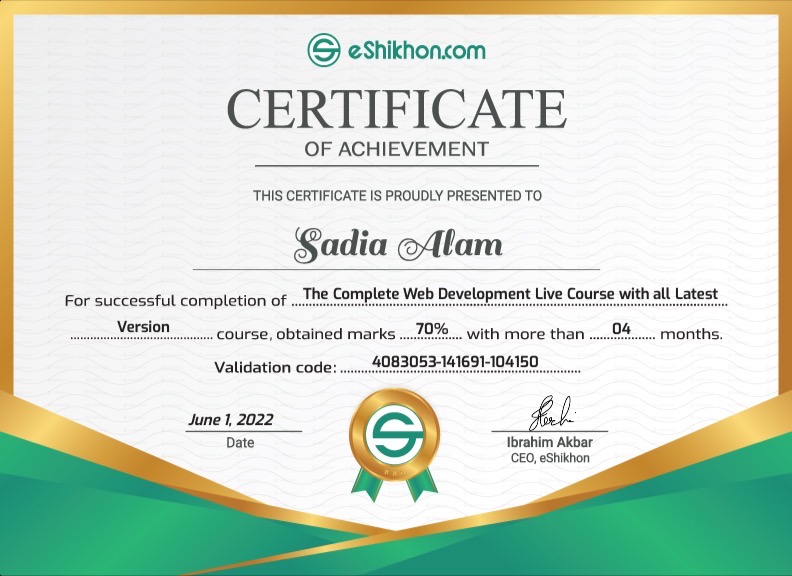 eShikhon.com
CERTIFICATE
OF ACHIEVEMENT
THIS CERTIFICATE IS PROUDLY PRESENTED TO
Sadia Alam
For successful completion of The Complete Web Development Live Course with all Latest
Version course, obtained marks 70% with more than 04 months.
Validation code: 4083053-141691-104150
June 1, 2022
Date
Ibrahim Akbar
CEO, eShikhon